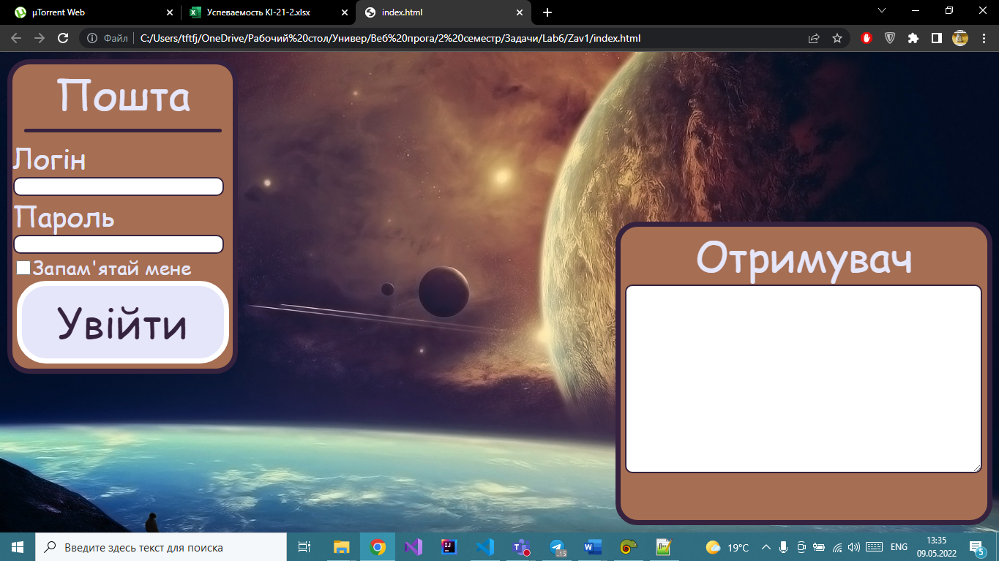 µTorrent Web
Успеваемость КІ-21-2.xlsx
index.html
Файл
C:/Users/tftfj/OneDrive/Рабочий%20стол/Универ/Веб%20прога/2%20семестр/Задачи/Lab6/Zav1/index.html
Пошта
Логін
Пароль
Запам'ятай мене
Увійти
Отримувач
Введите здесь текст для поиска
19°C
ENG
13:35
09.05.2022
5